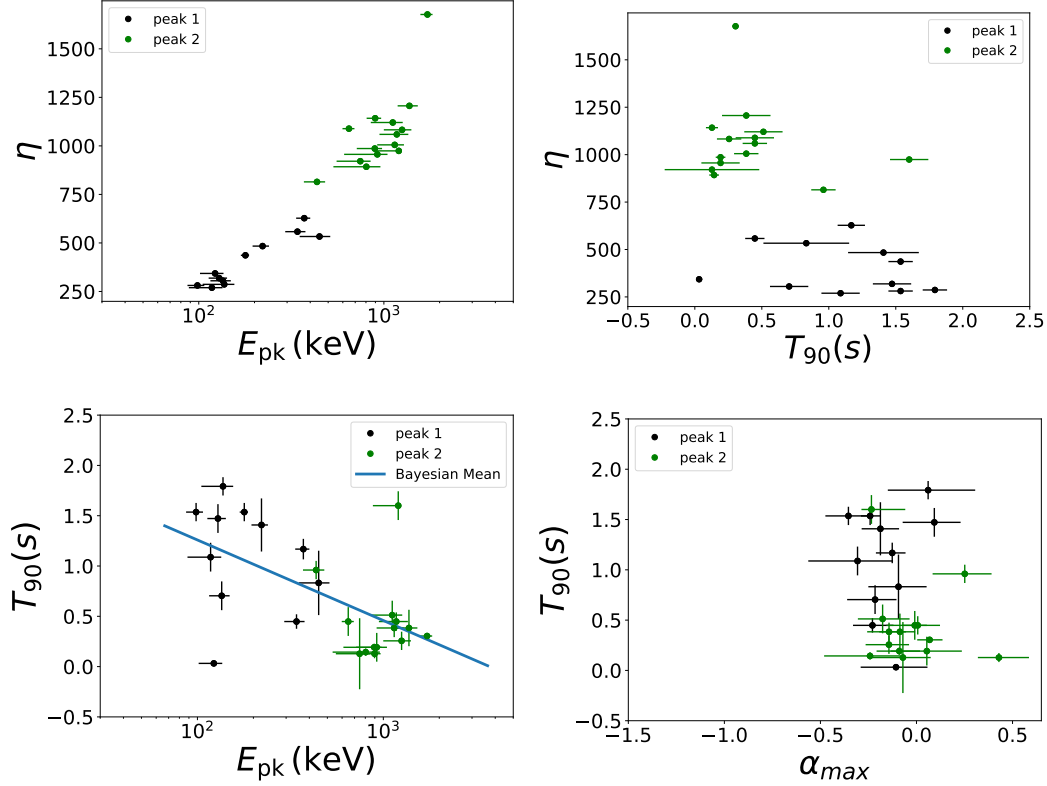 peak 1
peak 2
1500
1250
1000
750
500
250
η
10²
10³
E_pk (keV)
peak 1
peak 2
1500
1250
1000
750
500
250
η
−0.5
0.0
0.5
1.0
1.5
2.0
2.5
T_90(s)
peak 1
peak 2
Bayesian Mean
2.5
2.0
1.5
1.0
0.5
0.0
−0.5
T_90(s)
10²
10³
E_pk (keV)
peak 1
peak 2
2.5
2.0
1.5
1.0
0.5
0.0
−0.5
T_90(s)
−1.5
−1.0
−0.5
0.0
0.5
α_max